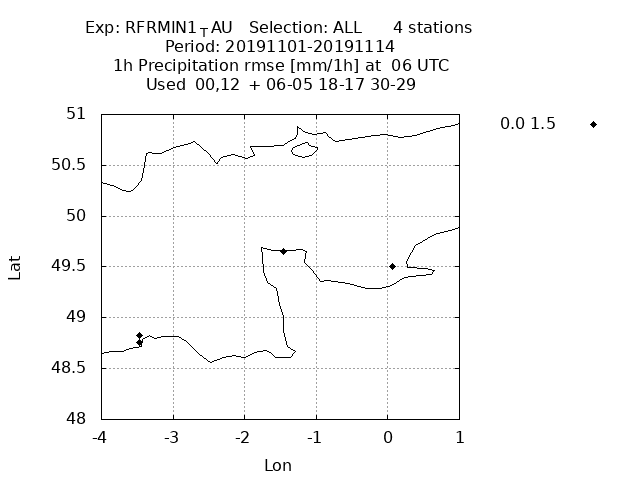 Exp: RFRMIN1_TAU Selection: ALL 4 stations
Period: 20191101-20191114
1h Precipitation rmse [mm/1h] at 06 UTC
Used 00,12 + 06-05 18-17 30-29
0.0 1.5
51
50.5
50
49.5
49
48.5
48
Lat
-4 -3 -2 -1 0 1
Lon